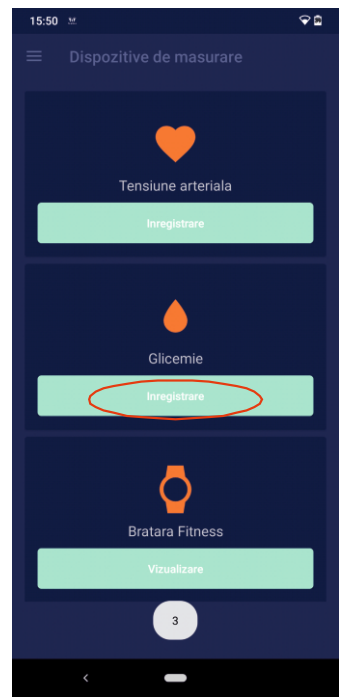 15:50
Dispozitive de masurare
Tensiune arteriala
Inregistrare
Glicemie
Inregistrare
Bratara Fitness
Vizualizare
3